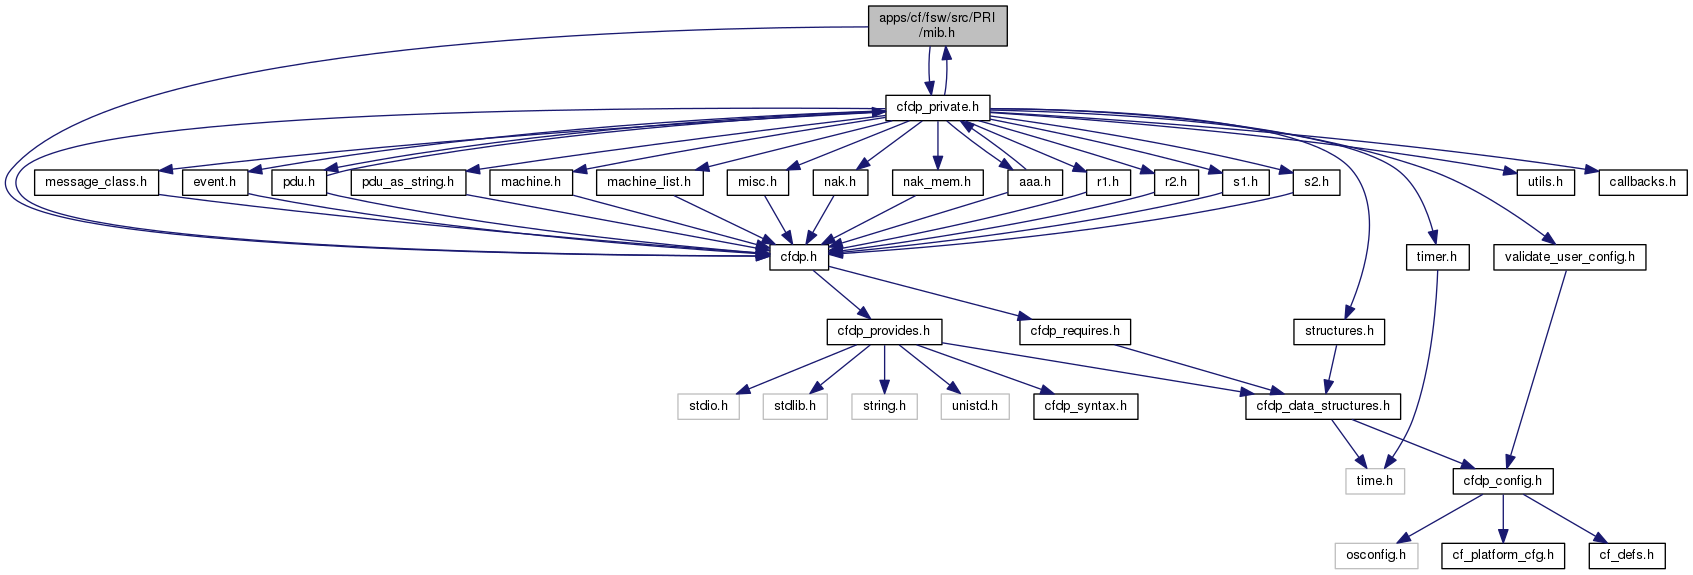 apps/cf/fsw/src/PRI
/mib.h
cfdp_private.h
message_class.h
event.h
pdu.h
pdu_as_string.h
machine.h
machine_list.h
misc.h
nak.h
nak_mem.h
aaa.h
r1.h
r2.h
s1.h
s2.h
utils.h
callbacks.h
cfdp.h
timer.h
validate_user_config.h
cfdp_provides.h
cfdp_requires.h
structures.h
stdio.h
stdlib.h
string.h
unistd.h
cfdp_syntax.h
cfdp_data_structures.h
time.h
cfdp_config.h
osconfig.h
cf_platform_cfg.h
cf_defs.h